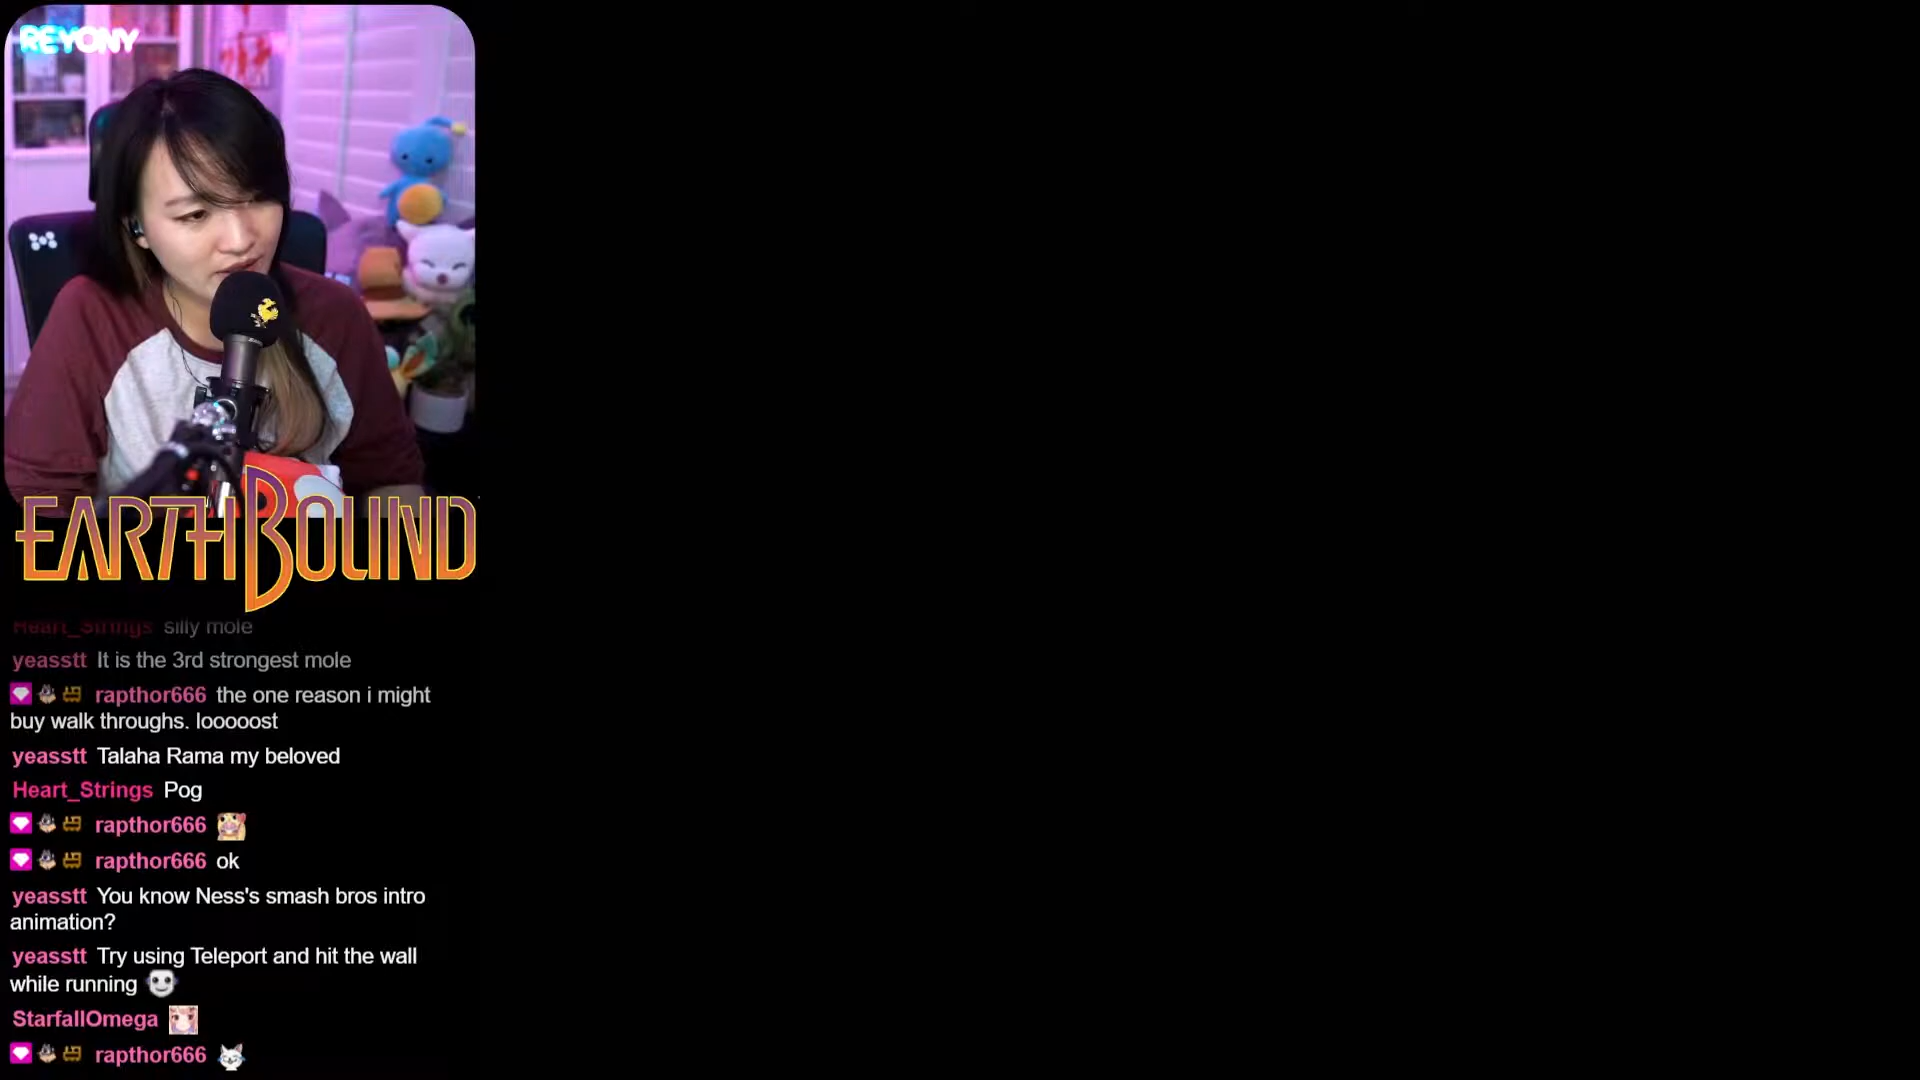 REYONY
EARTHBOUND
Heart_Strings silly mole
yeasstt It is the 3rd strongest mole
rapthor666 the one reason i might
buy walk throughs. looooost
yeasstt Talaha Rama my beloved
Heart_Strings Pog
rapthor666
rapthor666 ok
yeasstt You know Ness's smash bros intro
animation?
yeasstt Try using Teleport and hit the wall
while running
StarfallOmega
rapthor666